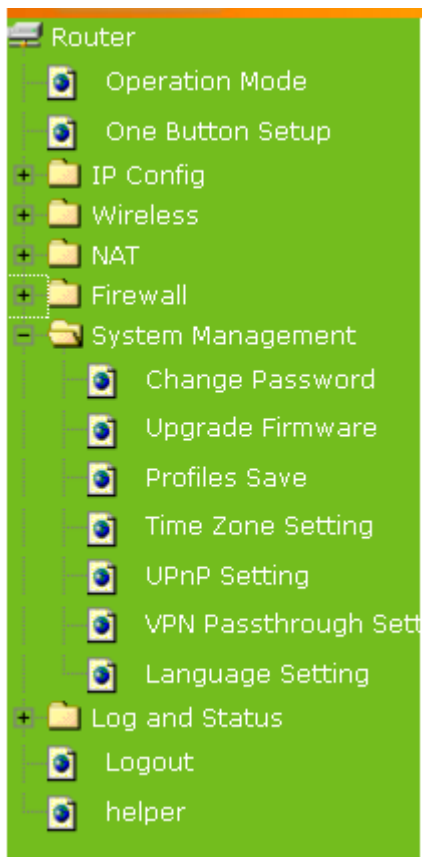 Router
Operation Mode
One Button Setup
IP Config
Wireless
NAT
Firewall
System Management
Change Password
Upgrade Firmware
Profiles Save
Time Zone Setting
UPnP Setting
VPN Passthrough Sett
Language Setting
Log and Status
Logout
helper